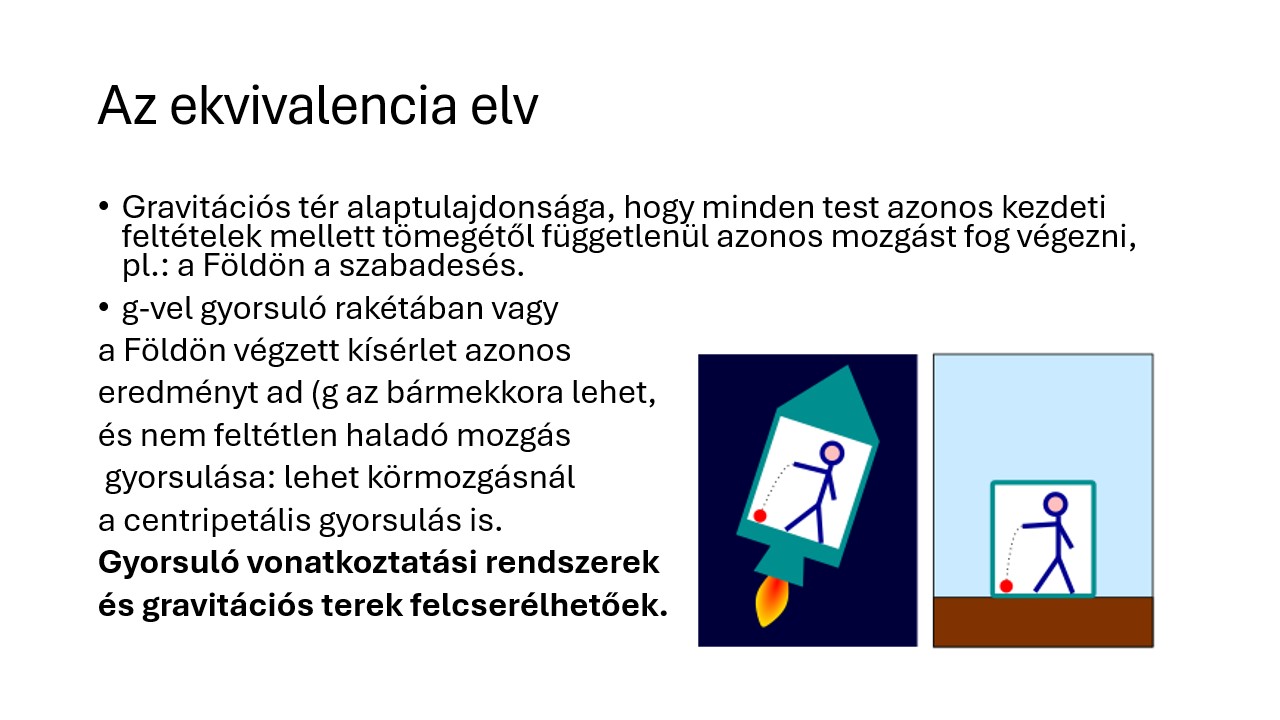 Az ekvivalencia elv
• Gravitációs tér alaptulajdonsága, hogy minden test azonos kezdeti
feltételek mellett tömegétől függetlenül azonos mozgást fog végezni,
pl.: a Földön a szabadesés.
• g-vel gyorsuló rakétában vagy
a Földön végzett kísérlet azonos
eredményt ad (g az bármekkora lehet,
és nem feltétlen haladó mozgás
gyorsulása: lehet körmozgásnál
a centripetális gyorsulás is.
Gyorsuló vonatkoztatási rendszerek
és gravitációs terek felcserélhetőek.